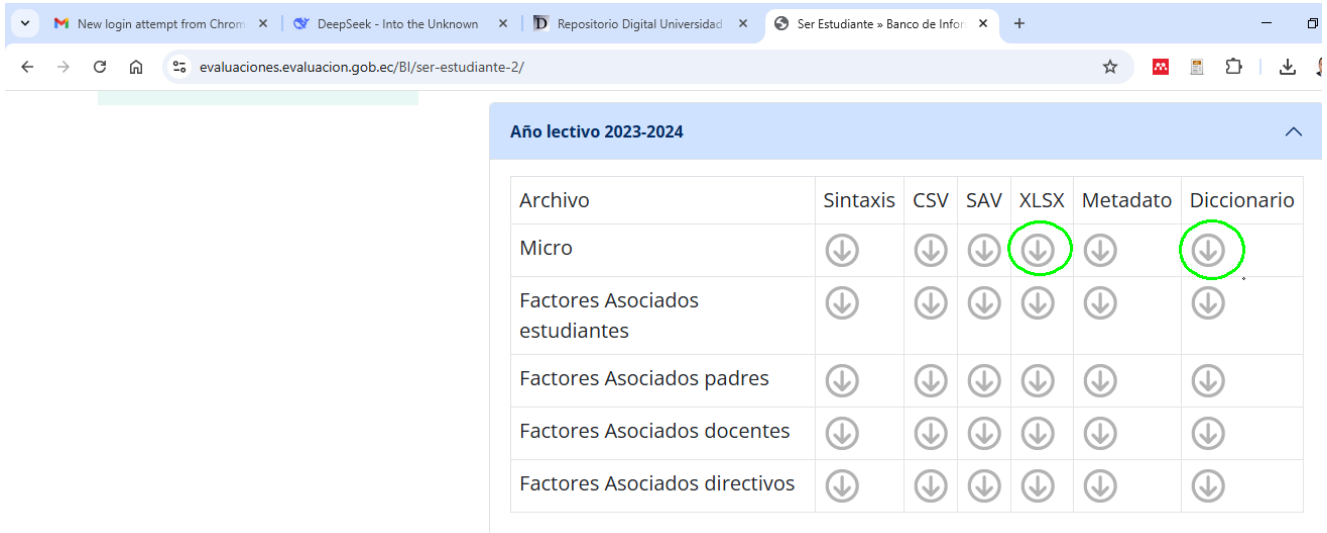 New login attempt from Chrom
DeepSeek - Into the Unknown
Repositorio Digital Universidad
Ser Estudiante » Banco de Infor
evaluaciones.evaluacion.gob.ec/BI/ser-estudiante-2/
Año lectivo 2023-2024
Archivo Sintaxis CSV SAV XLSX Metadato Diccionario
Micro
Factores Asociados
estudiantes
Factores Asociados padres
Factores Asociados docentes
Factores Asociados directivos